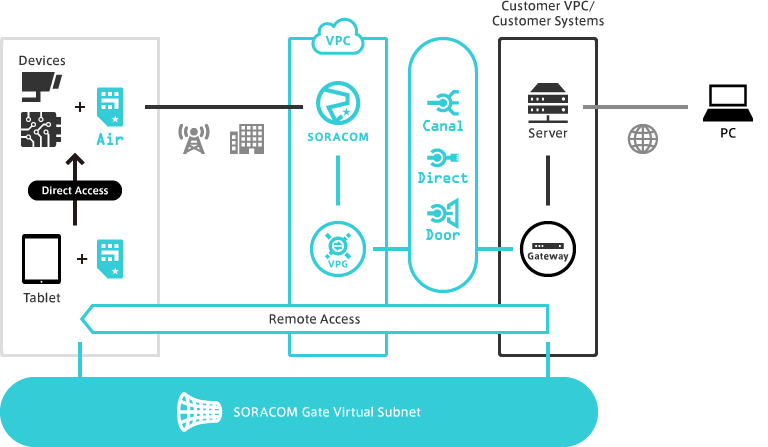 Customer VPC/
Customer Systems
VPC
Devices
Air
Direct Access
Tablet
SORACOM
VPG
Canal
Direct
Door
Server
Gateway
PC
Remote Access
SORACOM Gate Virtual Subnet